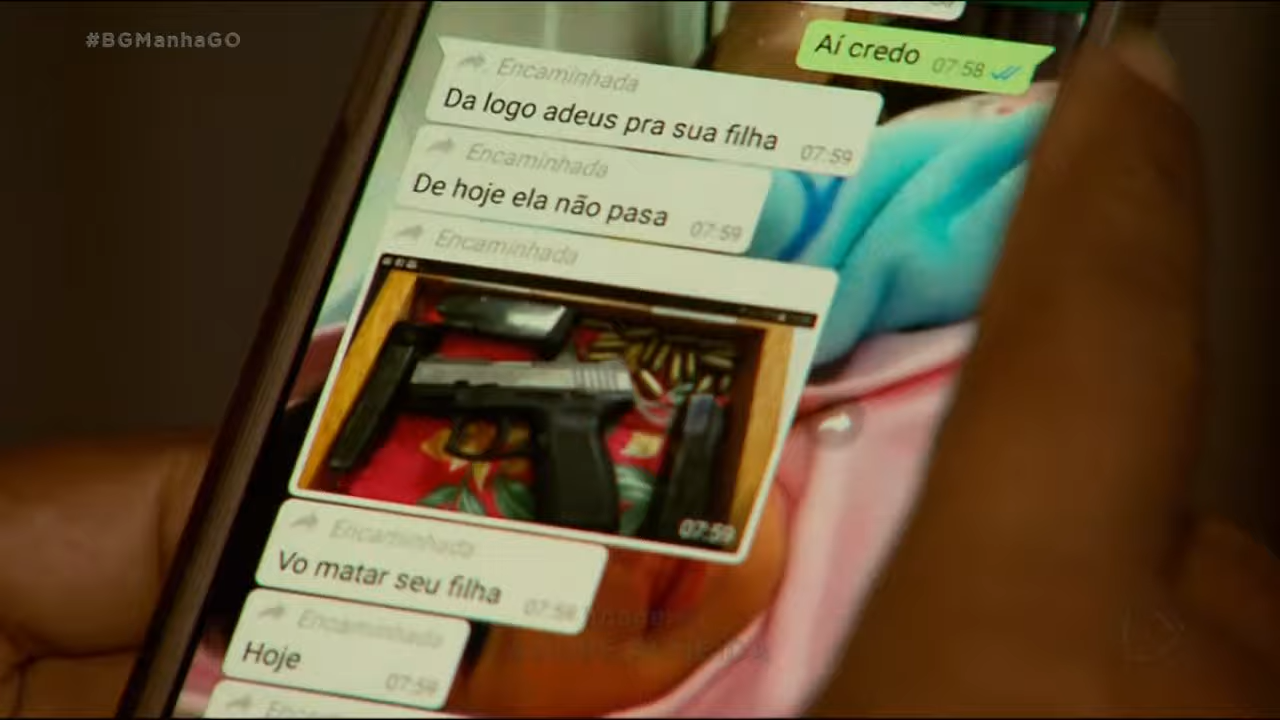 #BGManhaGO
Aí credo 07:58
Encaminhada
Da logo adeus pra sua filha 07:59
Encaminhada
De hoje ela não pasa 07:59
Encaminhada
07:59
Encaminhada
Vo matar seu filha 07:59
Encaminhada
Hoje 07:59